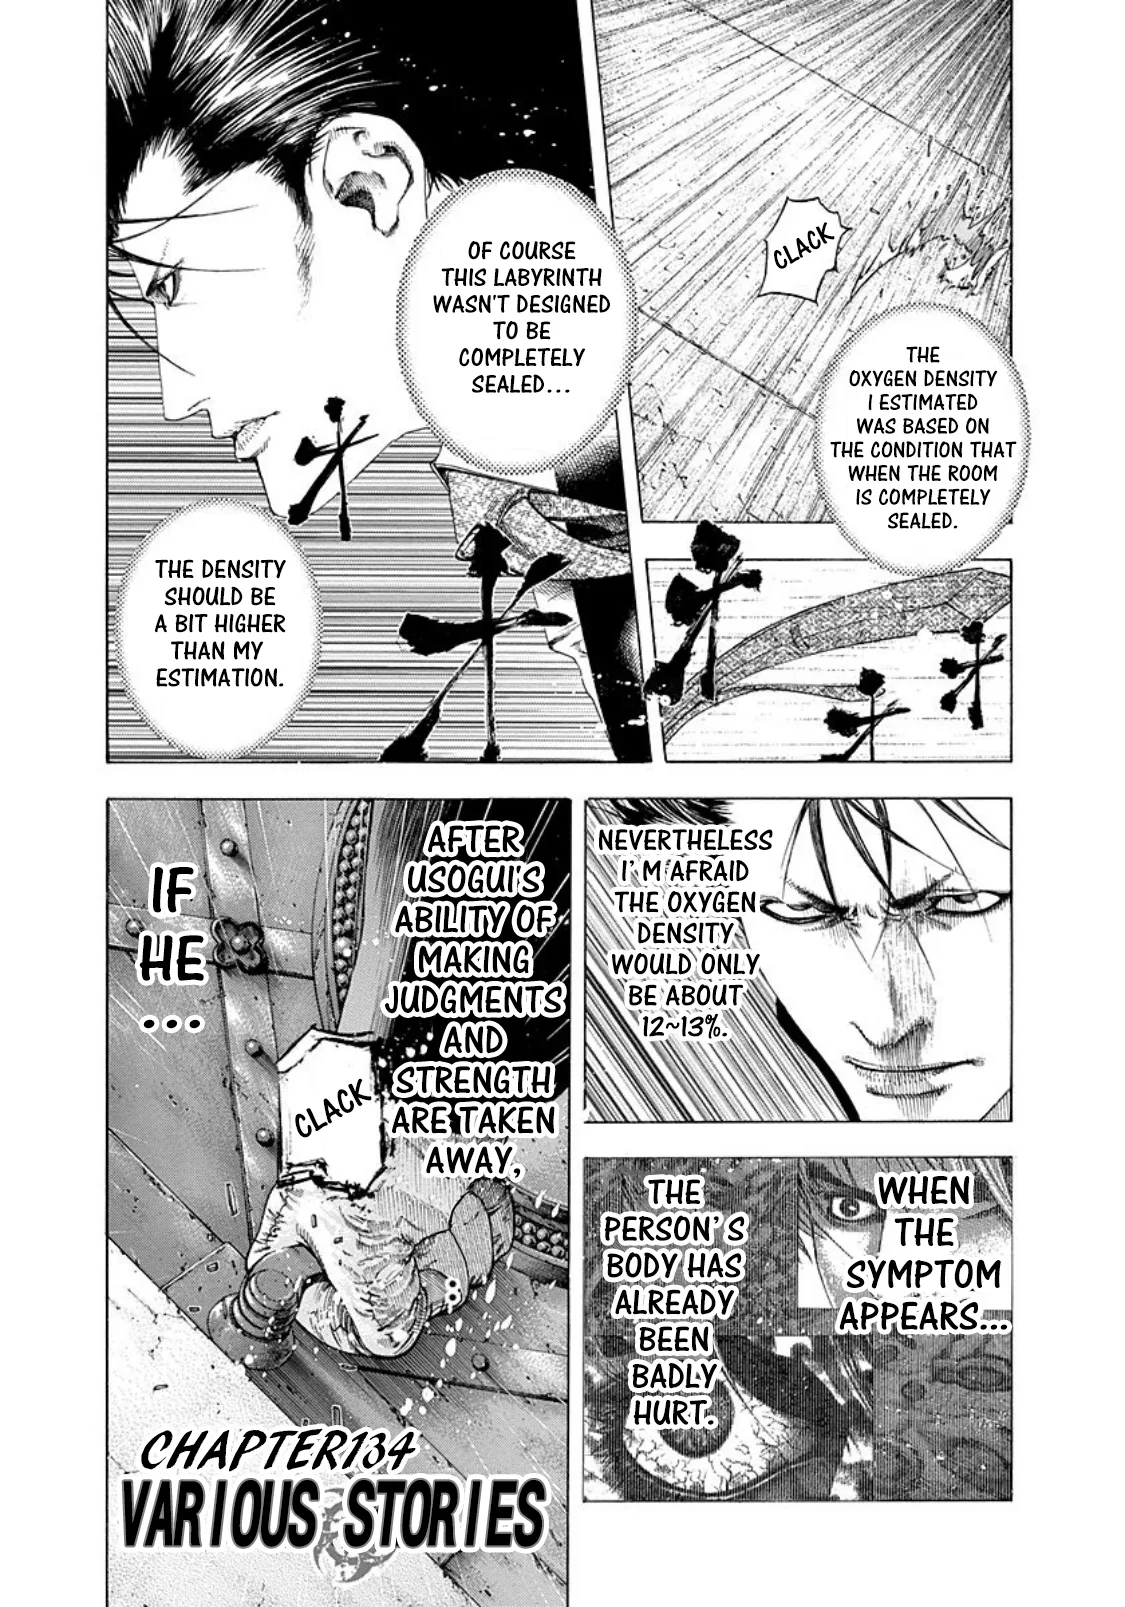 CLACK
THE
OXYGEN DENSITY
I ESTIMATED
WAS BASED ON
THE CONDITION THAT
WHEN THE ROOM
IS COMPLETELY
SEALED.
OF COURSE
THIS LABYRINTH
WASN'T DESIGNED
TO BE
COMPLETELY
SEALED...
THE DENSITY
SHOULD BE
A BIT HIGHER
THAN MY
ESTIMATION.
NEVERTHELESS
I'M AFRAID
THE OXYGEN
DENSITY
WOULD ONLY
BE ABOUT
12~13%.
WHEN
THE
SYMPTOM
APPEARS...
THE
PERSON'S
BODY HAS
ALREADY
BEEN
BADLY
HURT.
AFTER
USOGUI'S
ABILITY OF
MAKING
JUDGMENTS
AND
STRENGTH
ARE TAKEN
AWAY,
IF
HE
...
CLACK
CHAPTER134
VARIOUS STORIES